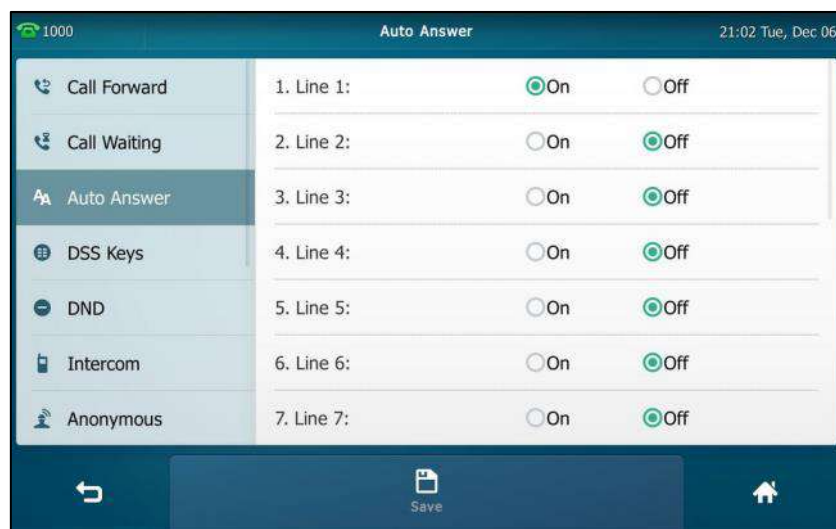 1000 Auto Answer 21:02 Tue, Dec 06
Call Forward
Call Waiting
AA Auto Answer
DSS Keys
DND
Intercom
Anonymous
1. Line 1: On Off
2. Line 2: On Off
3. Line 3: On Off
4. Line 4: On Off
5. Line 5: On Off
6. Line 6: On Off
7. Line 7: On Off
Save